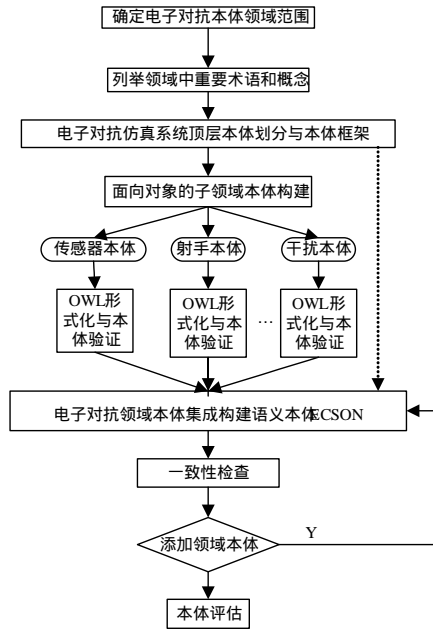 确定电子对抗本体领域范围
列举领域中重要术语和概念
电子对抗仿真系统顶层本体划分与本体框架
面向对象的子领域本体构建
传感器本体
射手本体
干扰本体
OWL形
式化与本
体验证
OWL形
式化与本
体验证
…
OWL形
式化与本
体验证
电子对抗领域本体集成构建语义本体ECSON
一致性检查
添加领域本体
Y
本体评估